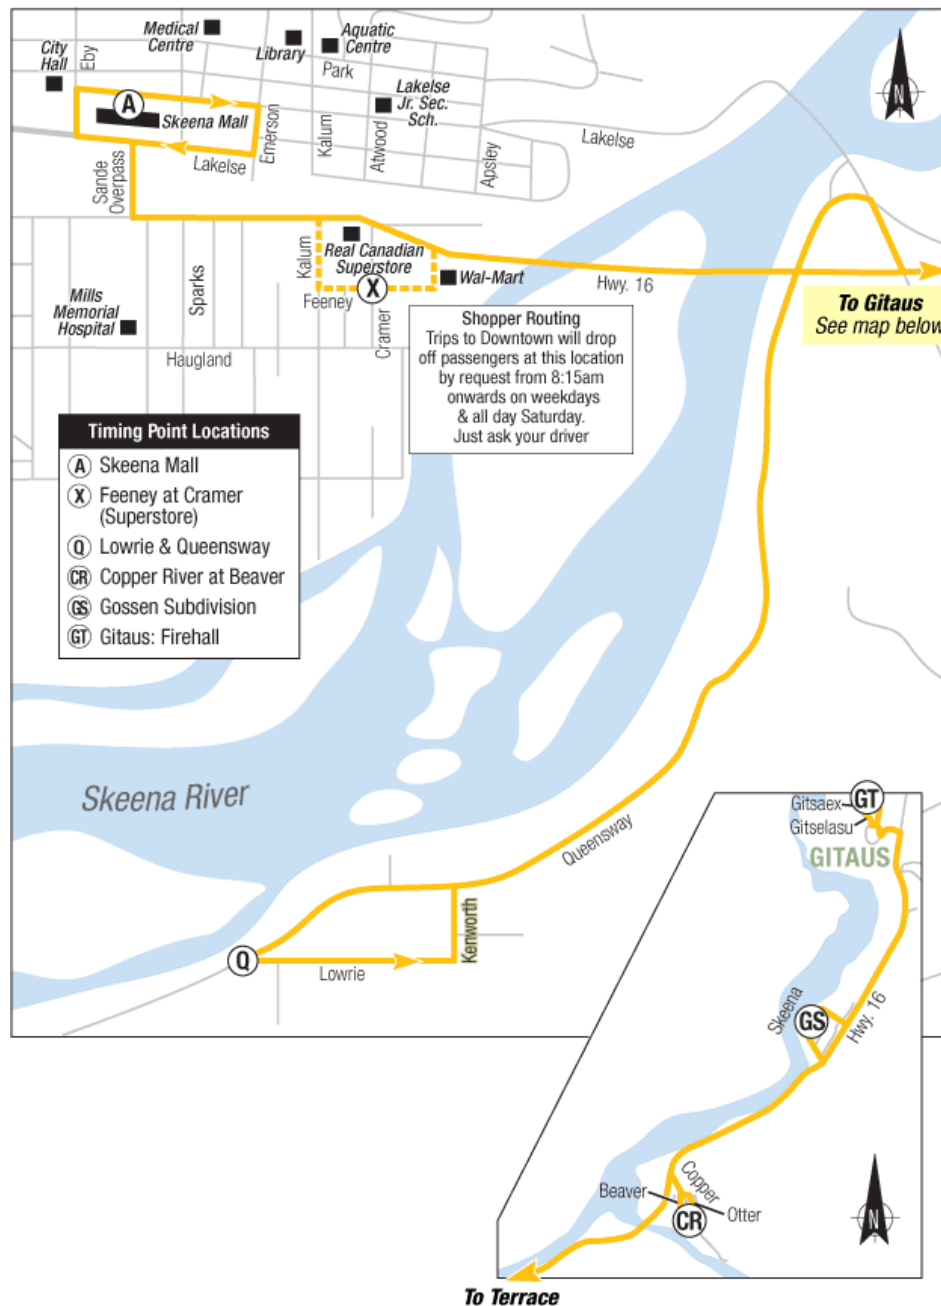 Medical
Centre
Aquatic
Centre
City
Hall
Eby
Library
Park
Lakelse
Jr. Sec.
Sch.
A
Skeena Mall
Emerson
Kalum
Atwood
Apsley
Lakelse
N
Lakelse
Sande
Overpass
Kalum
Real Canadian
Superstore
X
Wal-Mart
Hwy. 16
Feeney
Cramer
Sparks
Mills
Memorial
Hospital
Haugland
To Gitaus
See map below
Shopper Routing
Trips to Downtown will drop
off passengers at this location
by request from 8:15am
onwards on weekdays
& all day Saturday.
Just ask your driver
Timing Point Locations
A Skeena Mall
X Feeney at Cramer
(Superstore)
Q Lowrie & Queensway
CR Copper River at Beaver
GS Gossen Subdivision
GT Gitaus: Firehall
Skeena River
Queensway
Kenworth
Q
Lowrie
Gitsaex
GT
Gitselasu
GITAUS
Skeena
GS
Hwy. 16
Copper
Beaver
CR
Otter
N
To Terrace